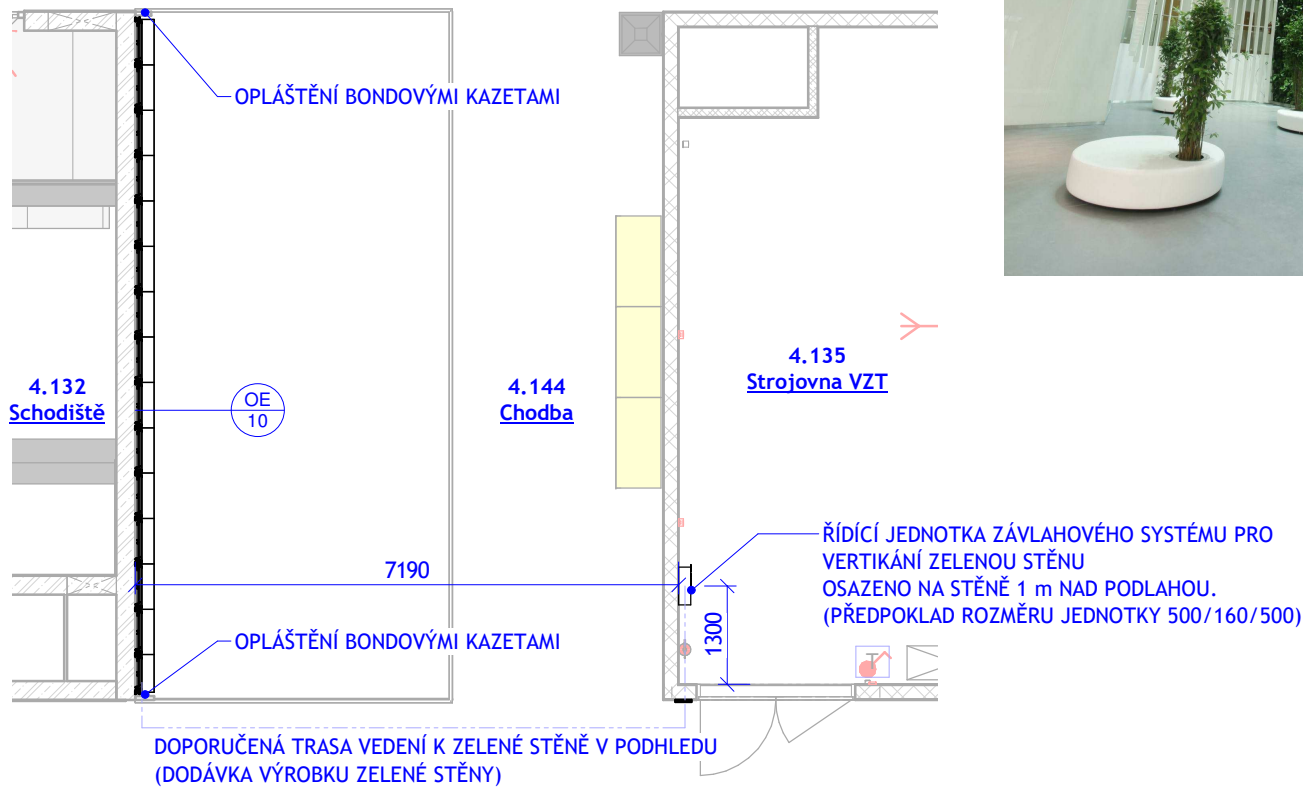 OPLÁŠTĚNÍ BONDOVÝMI KAZETAMI
4.132
Schodiště
OE
10
4.144
Chodba
4.135
Strojovna VZT
7190
1300
ŘÍDÍCÍ JEDNOTKA ZÁVLAHOVÉHO SYSTÉMU PRO
VERTIKÁNÍ ZELENOU STĚNU
OSAZENO NA STĚNĚ 1 m NAD PODLAHOU.
(PŘEDPOKLAD ROZMĚRU JEDNOTKY 500/160/500)
OPLÁŠTĚNÍ BONDOVÝMI KAZETAMI
T
DOPORUČENÁ TRASA VEDENÍ K ZELENÉ STĚNĚ V PODHLEDU
(DODÁVKA VÝROBKU ZELENÉ STĚNY)